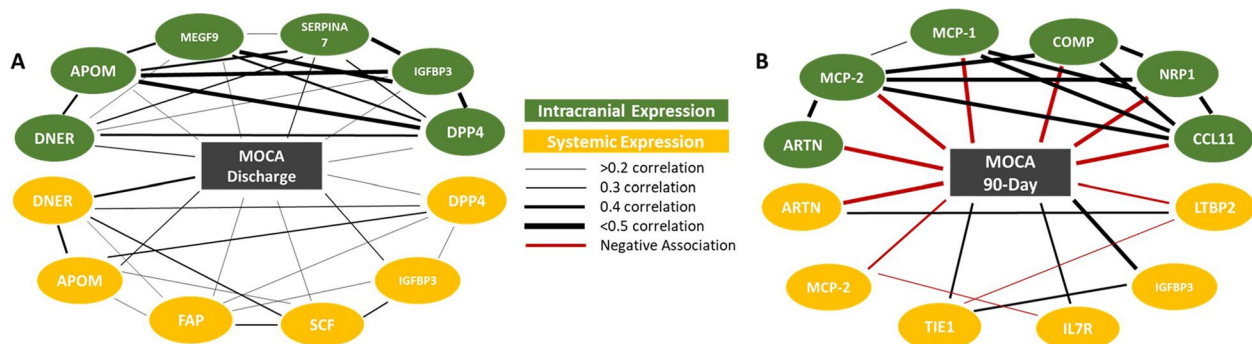 A
MEGF9
SERPINA
7
APOM
IGFBP3
DNER
DPP4
MOCA
Discharge
DNER
DPP4
APOM
IGFBP3
FAP
SCF
Intracranial Expression
Systemic Expression
>0.2 correlation
0.3 correlation
0.4 correlation
<0.5 correlation
Negative Association
B
MCP-1
COMP
MCP-2
NRP1
ARTN
CCL11
MOCA
90-Day
ARTN
LTBP2
MCP-2
IGFBP3
TIE1
IL7R